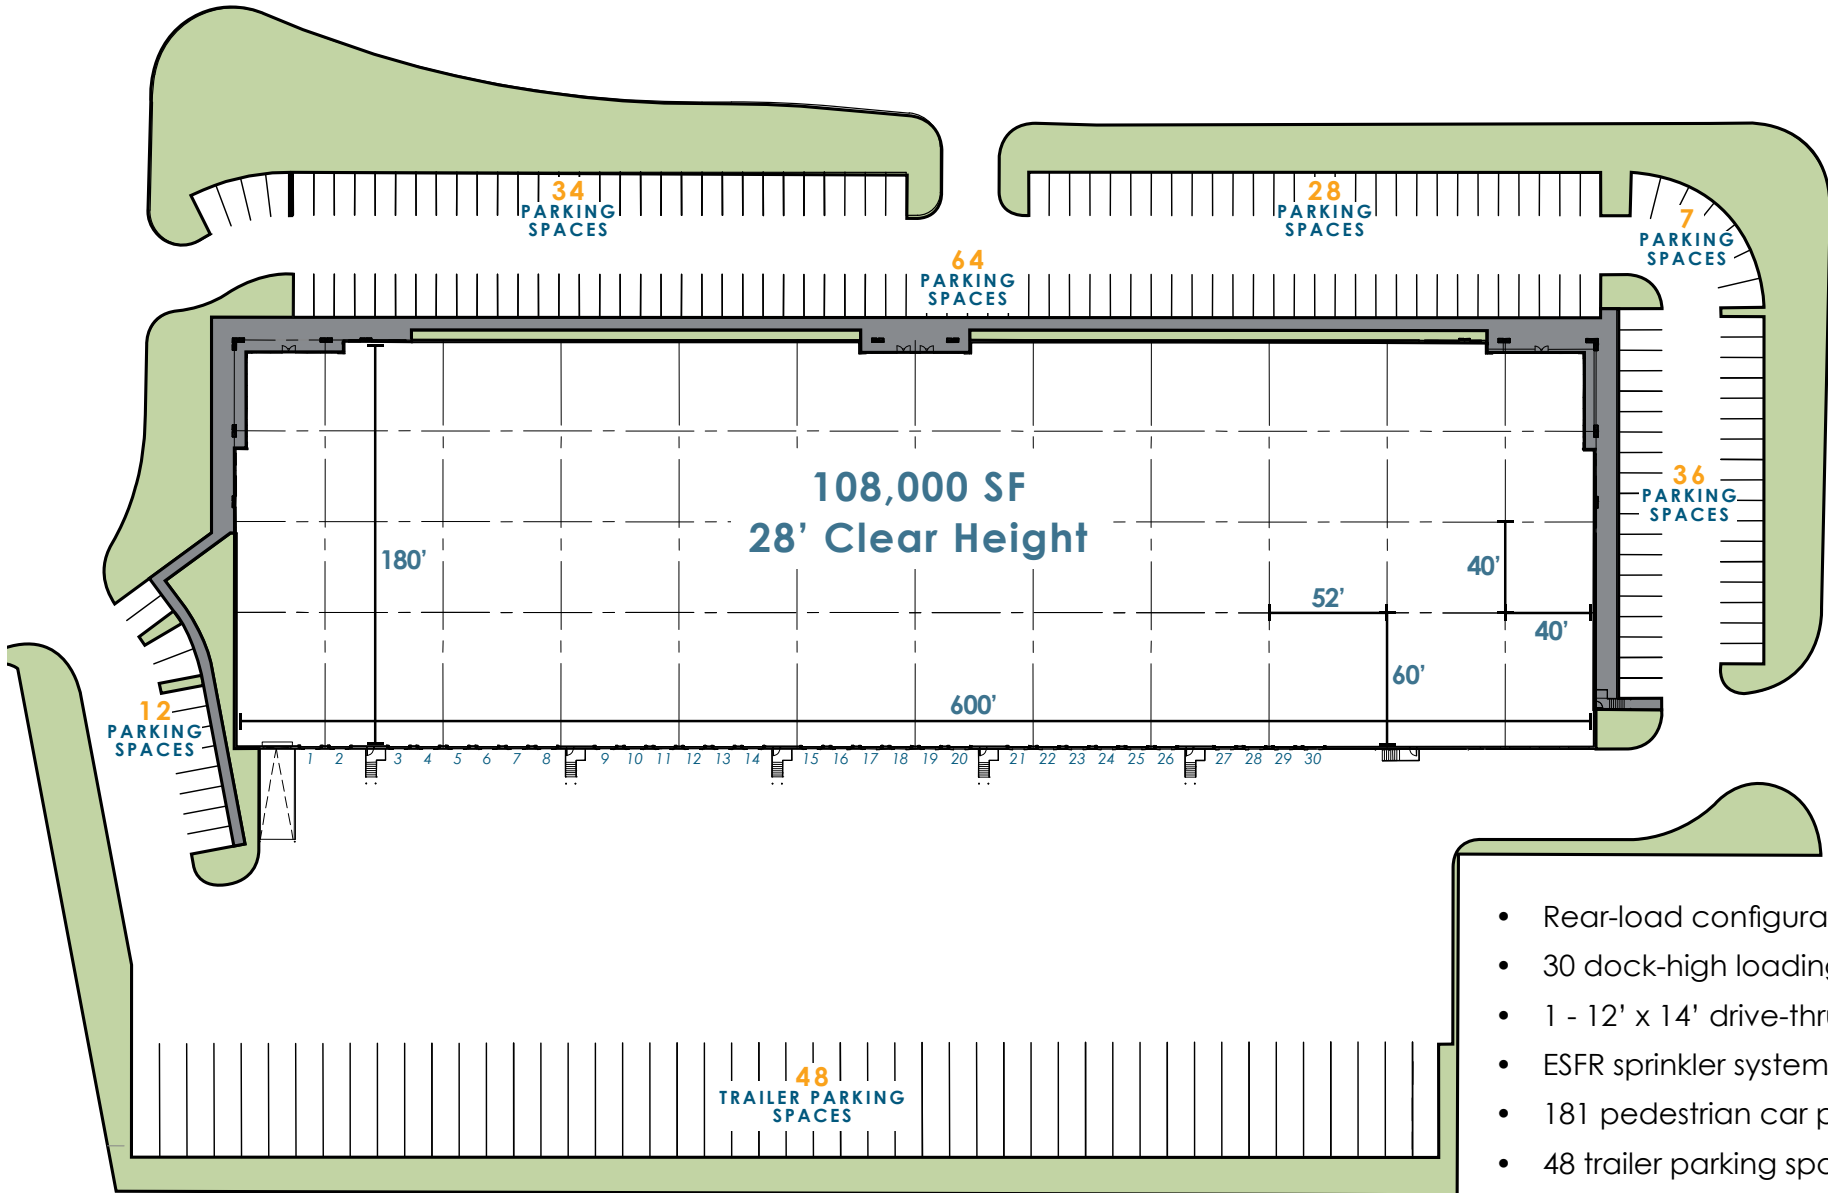 34
PARKING
SPACES
28
PARKING
SPACES
7
PARKING
SPACES
64
PARKING
SPACES
108,000 SF
28’ Clear Height
36
PARKING
SPACES
180’
40’
52’
40’
60’
600’
12
PARKING
SPACES
1 2 3 4 5 6 7 8 9 10 11 12 13 14 15 16 17 18 19 20 21 22 23 24 25 26 27 28 29 30
48
TRAILER PARKING
SPACES
• Rear-load configura
• 30 dock-high loading
• 1 - 12’ x 14’ drive-thr
• ESFR sprinkler system
• 181 pedestrian car p
• 48 trailer parking spa